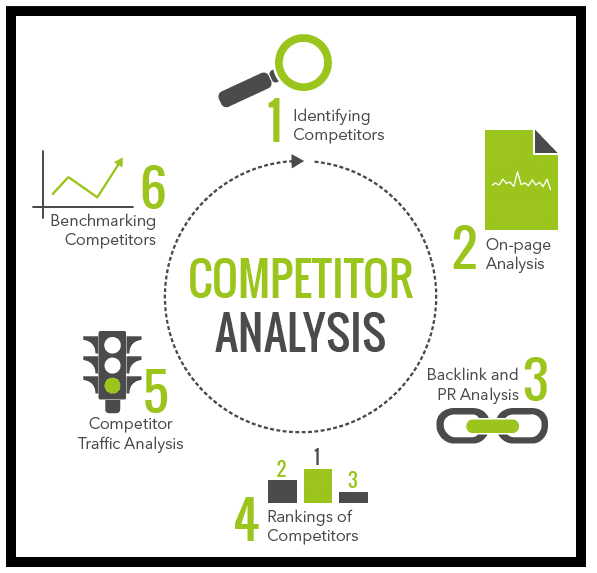 COMPETITOR
ANALYSIS
1 Identifying
Competitors
2 On-page
Analysis
Backlink and
PR Analysis 3
2 1 3
4 Rankings of
Competitors
5 Competitor
Traffic Analysis
6 Benchmarking
Competitors